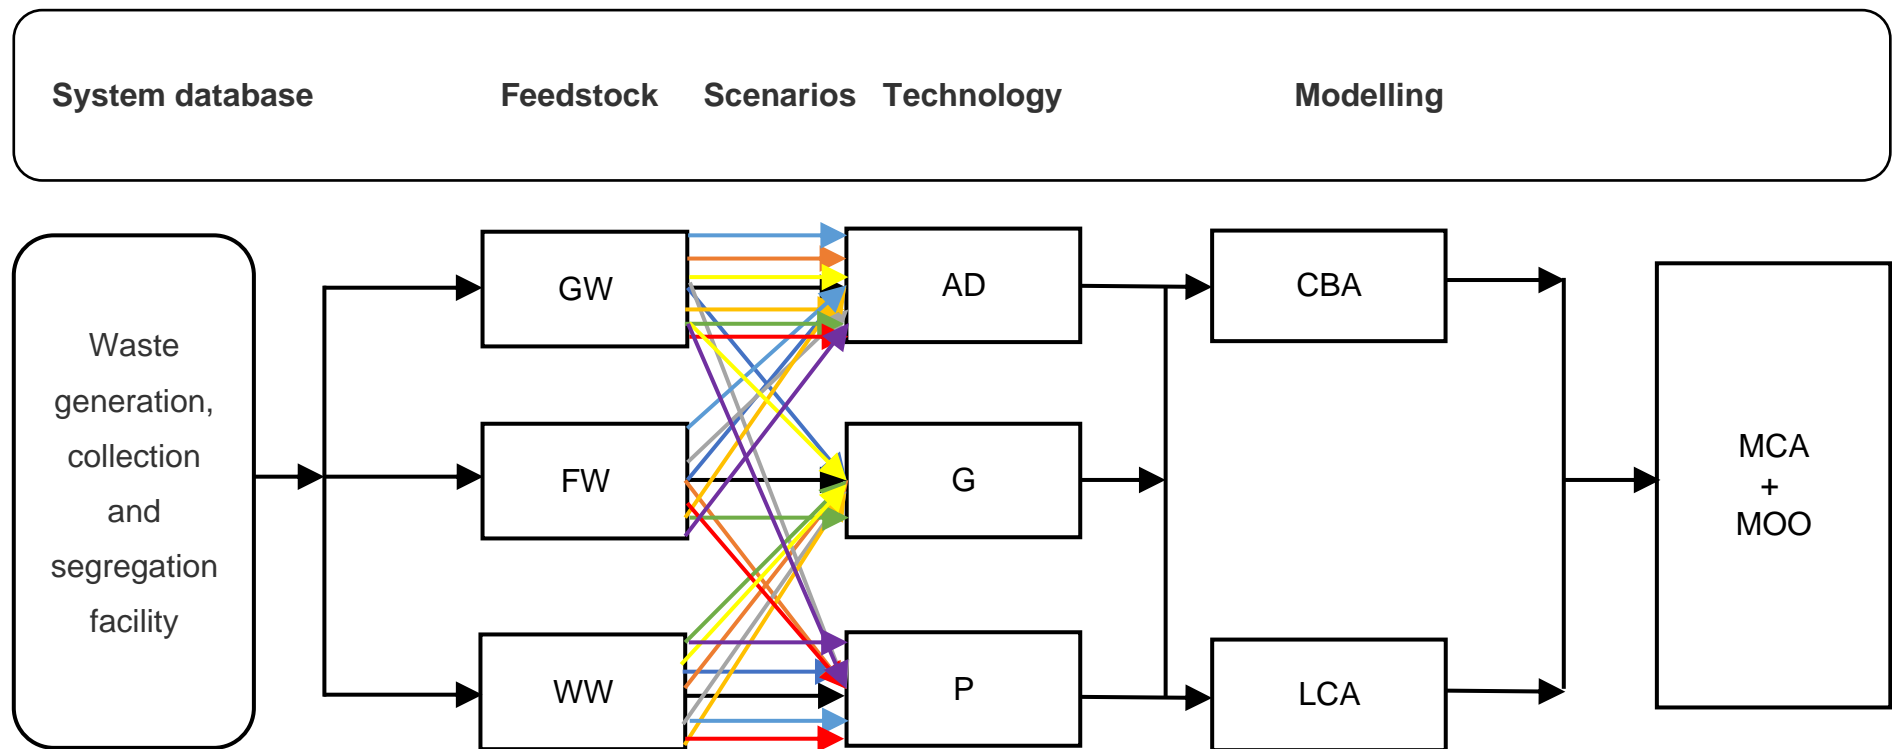 System database Feedstock Scenarios Technology Modelling
Waste
generation,
collection
and
segregation
facility
GW
FW
WW
AD
G
P
CBA
LCA
MCA
+
MOO